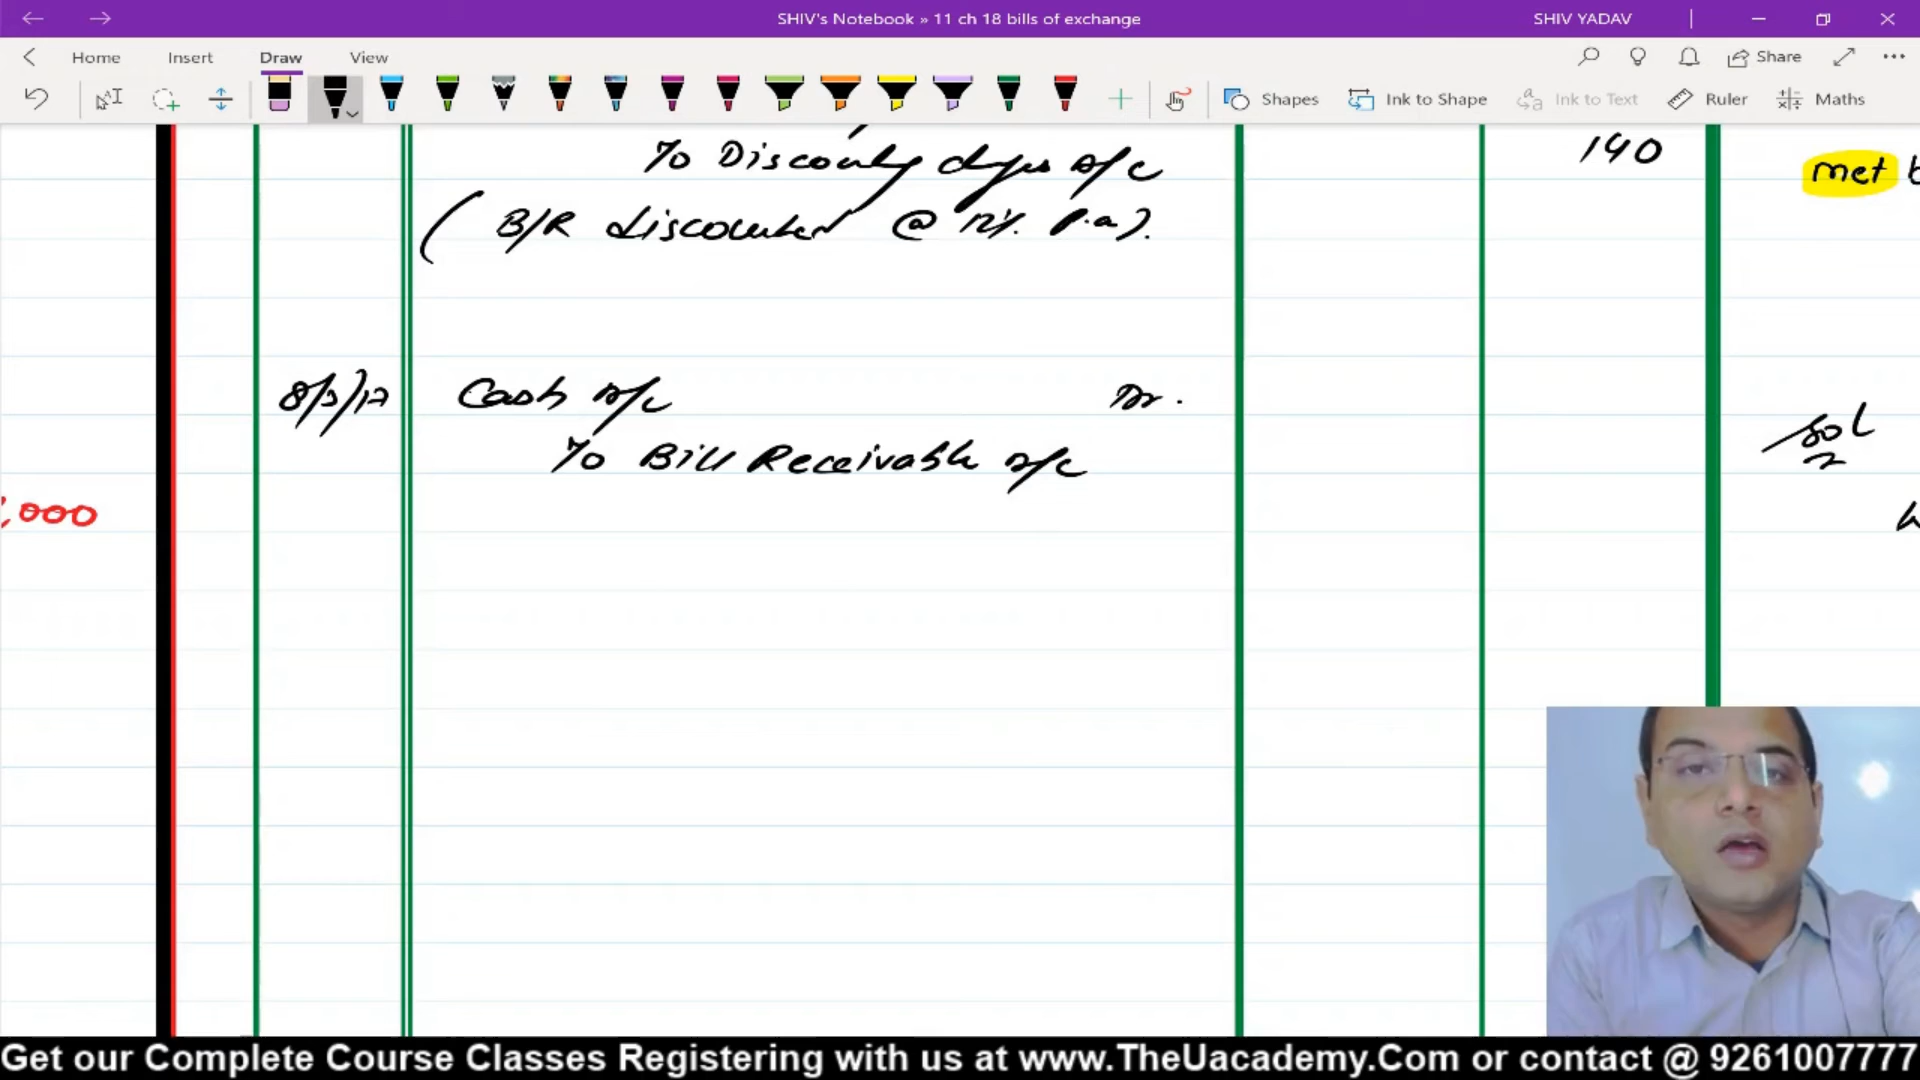 SHIV's Notebook » 11 ch 18 bills of exchange
SHIV YADAV
Home Insert Draw View
Share
Shapes Ink to Shape Ink to Text Ruler Maths
To Discounting A/c 140
(B/R discounted @ 12% P.a).
met
8/3/17 Cash A/c Dr.
To Bill Receivable A/c
sol
,000
Get our Complete Course Classes Registering with us at www.TheUacademy.Com or contact @ 9261007777